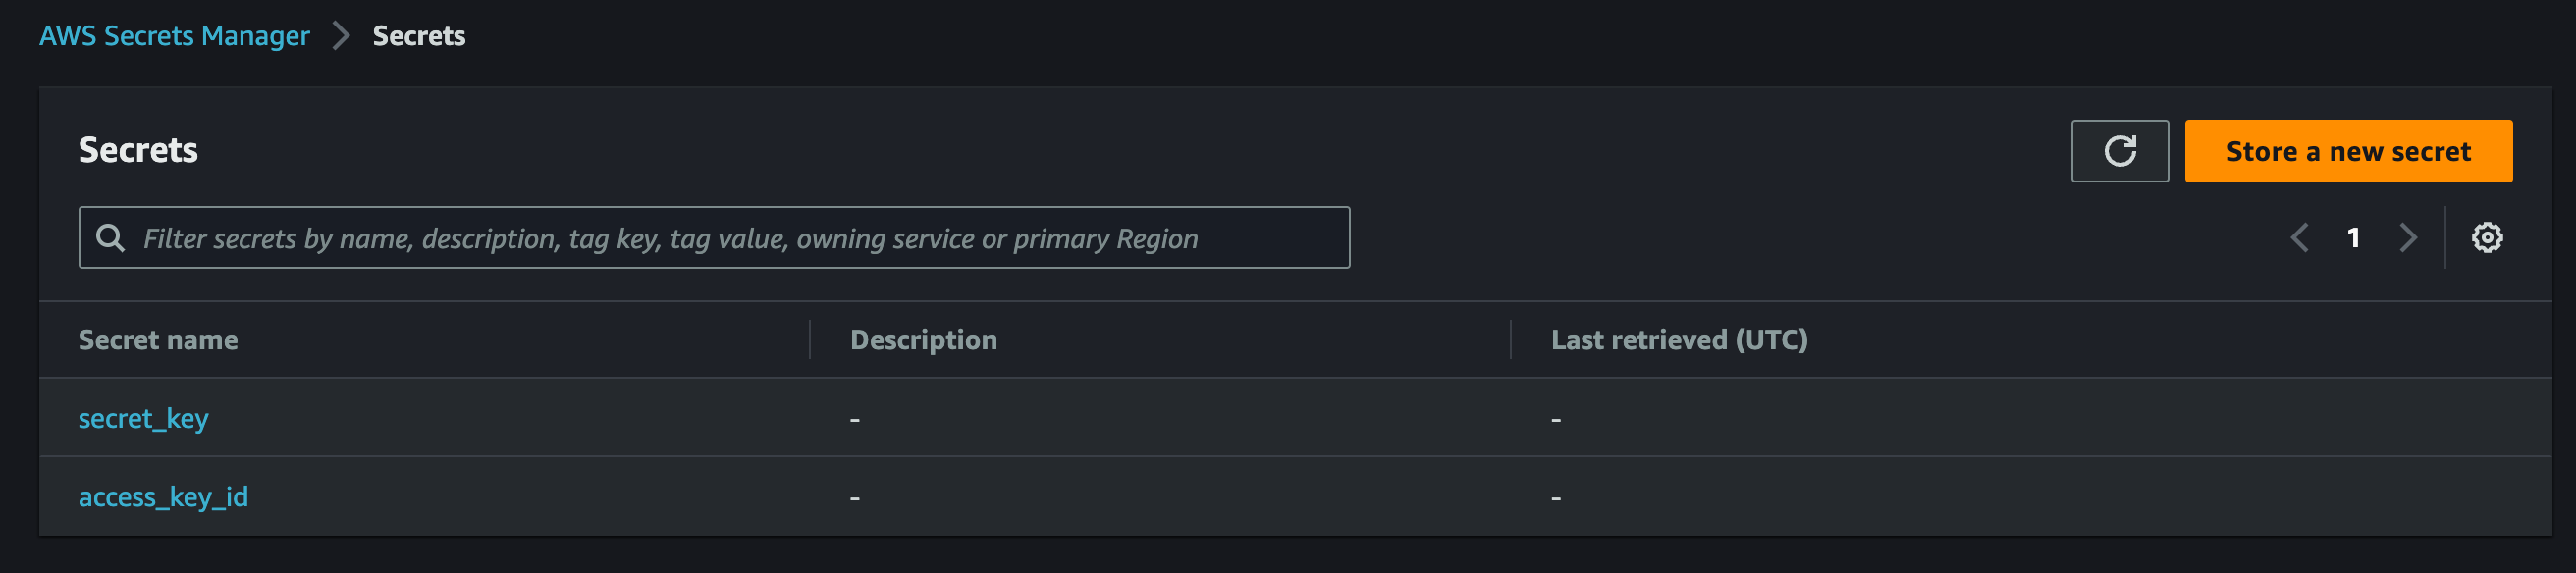 AWS Secrets Manager > Secrets
Secrets
Store a new secret
Filter secrets by name, description, tag key, tag value, owning service or primary Region
1
Secret name Description Last retrieved (UTC)
secret_key - -
access_key_id - -